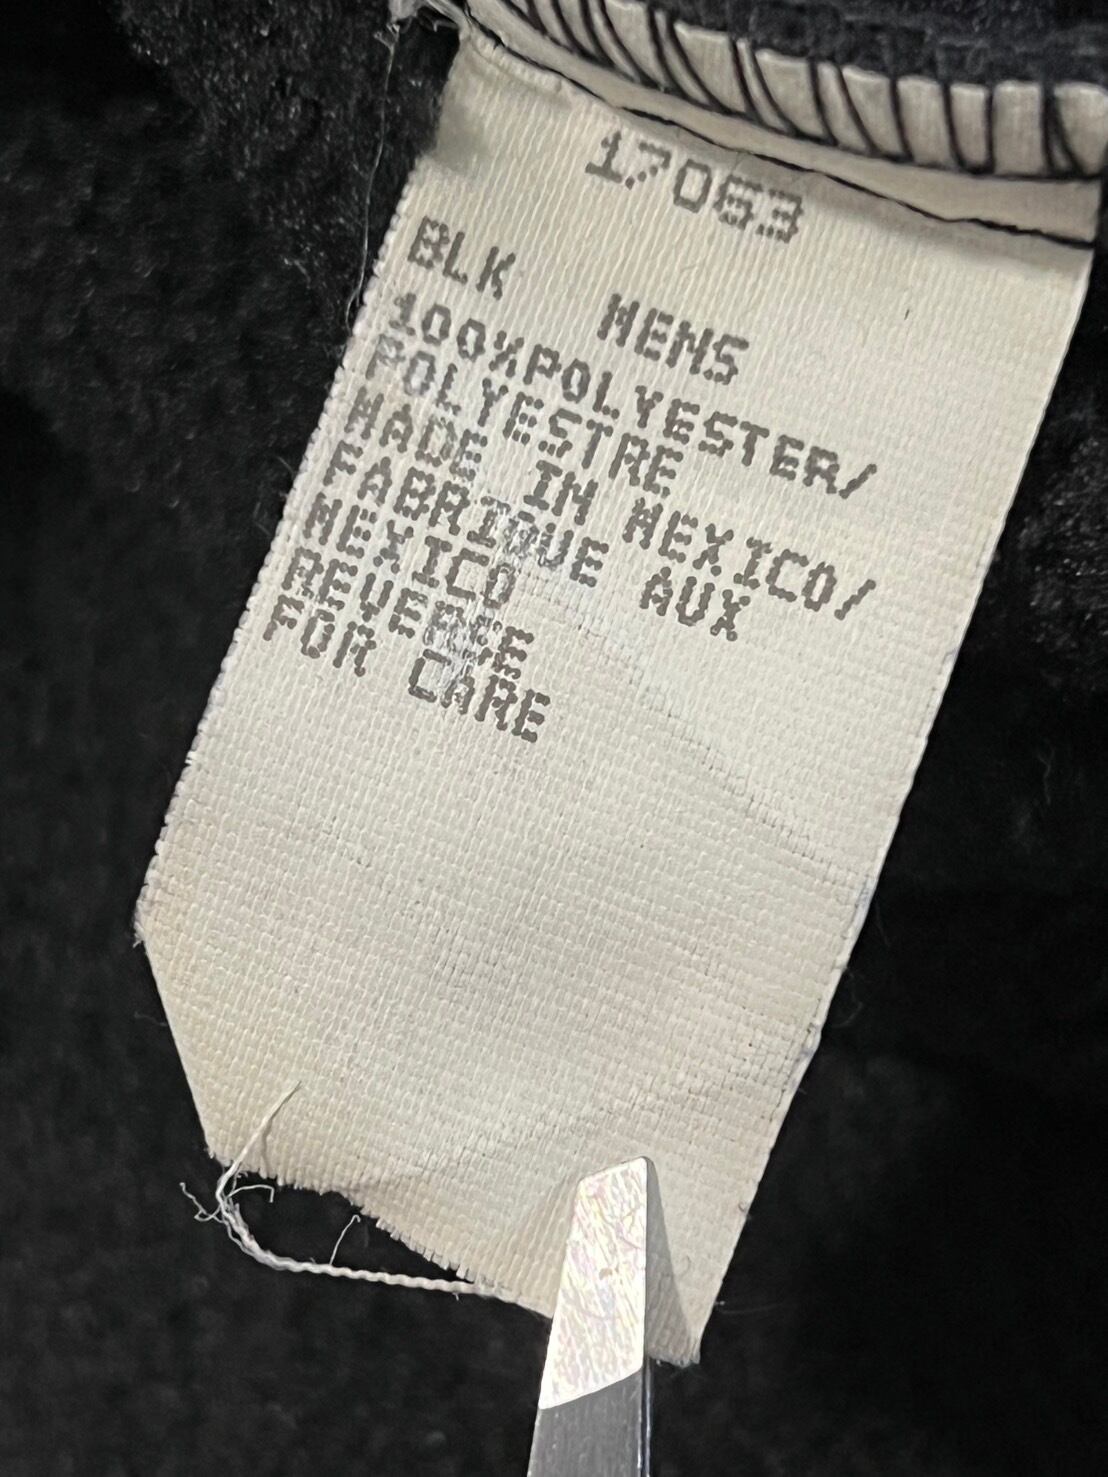 17063
BLK MENS
100%POLYESTER/
POLYESTRE
MADE IN MEXICO/
FABRIQUE AUX
MEXICO
REVERSE
FOR CARE